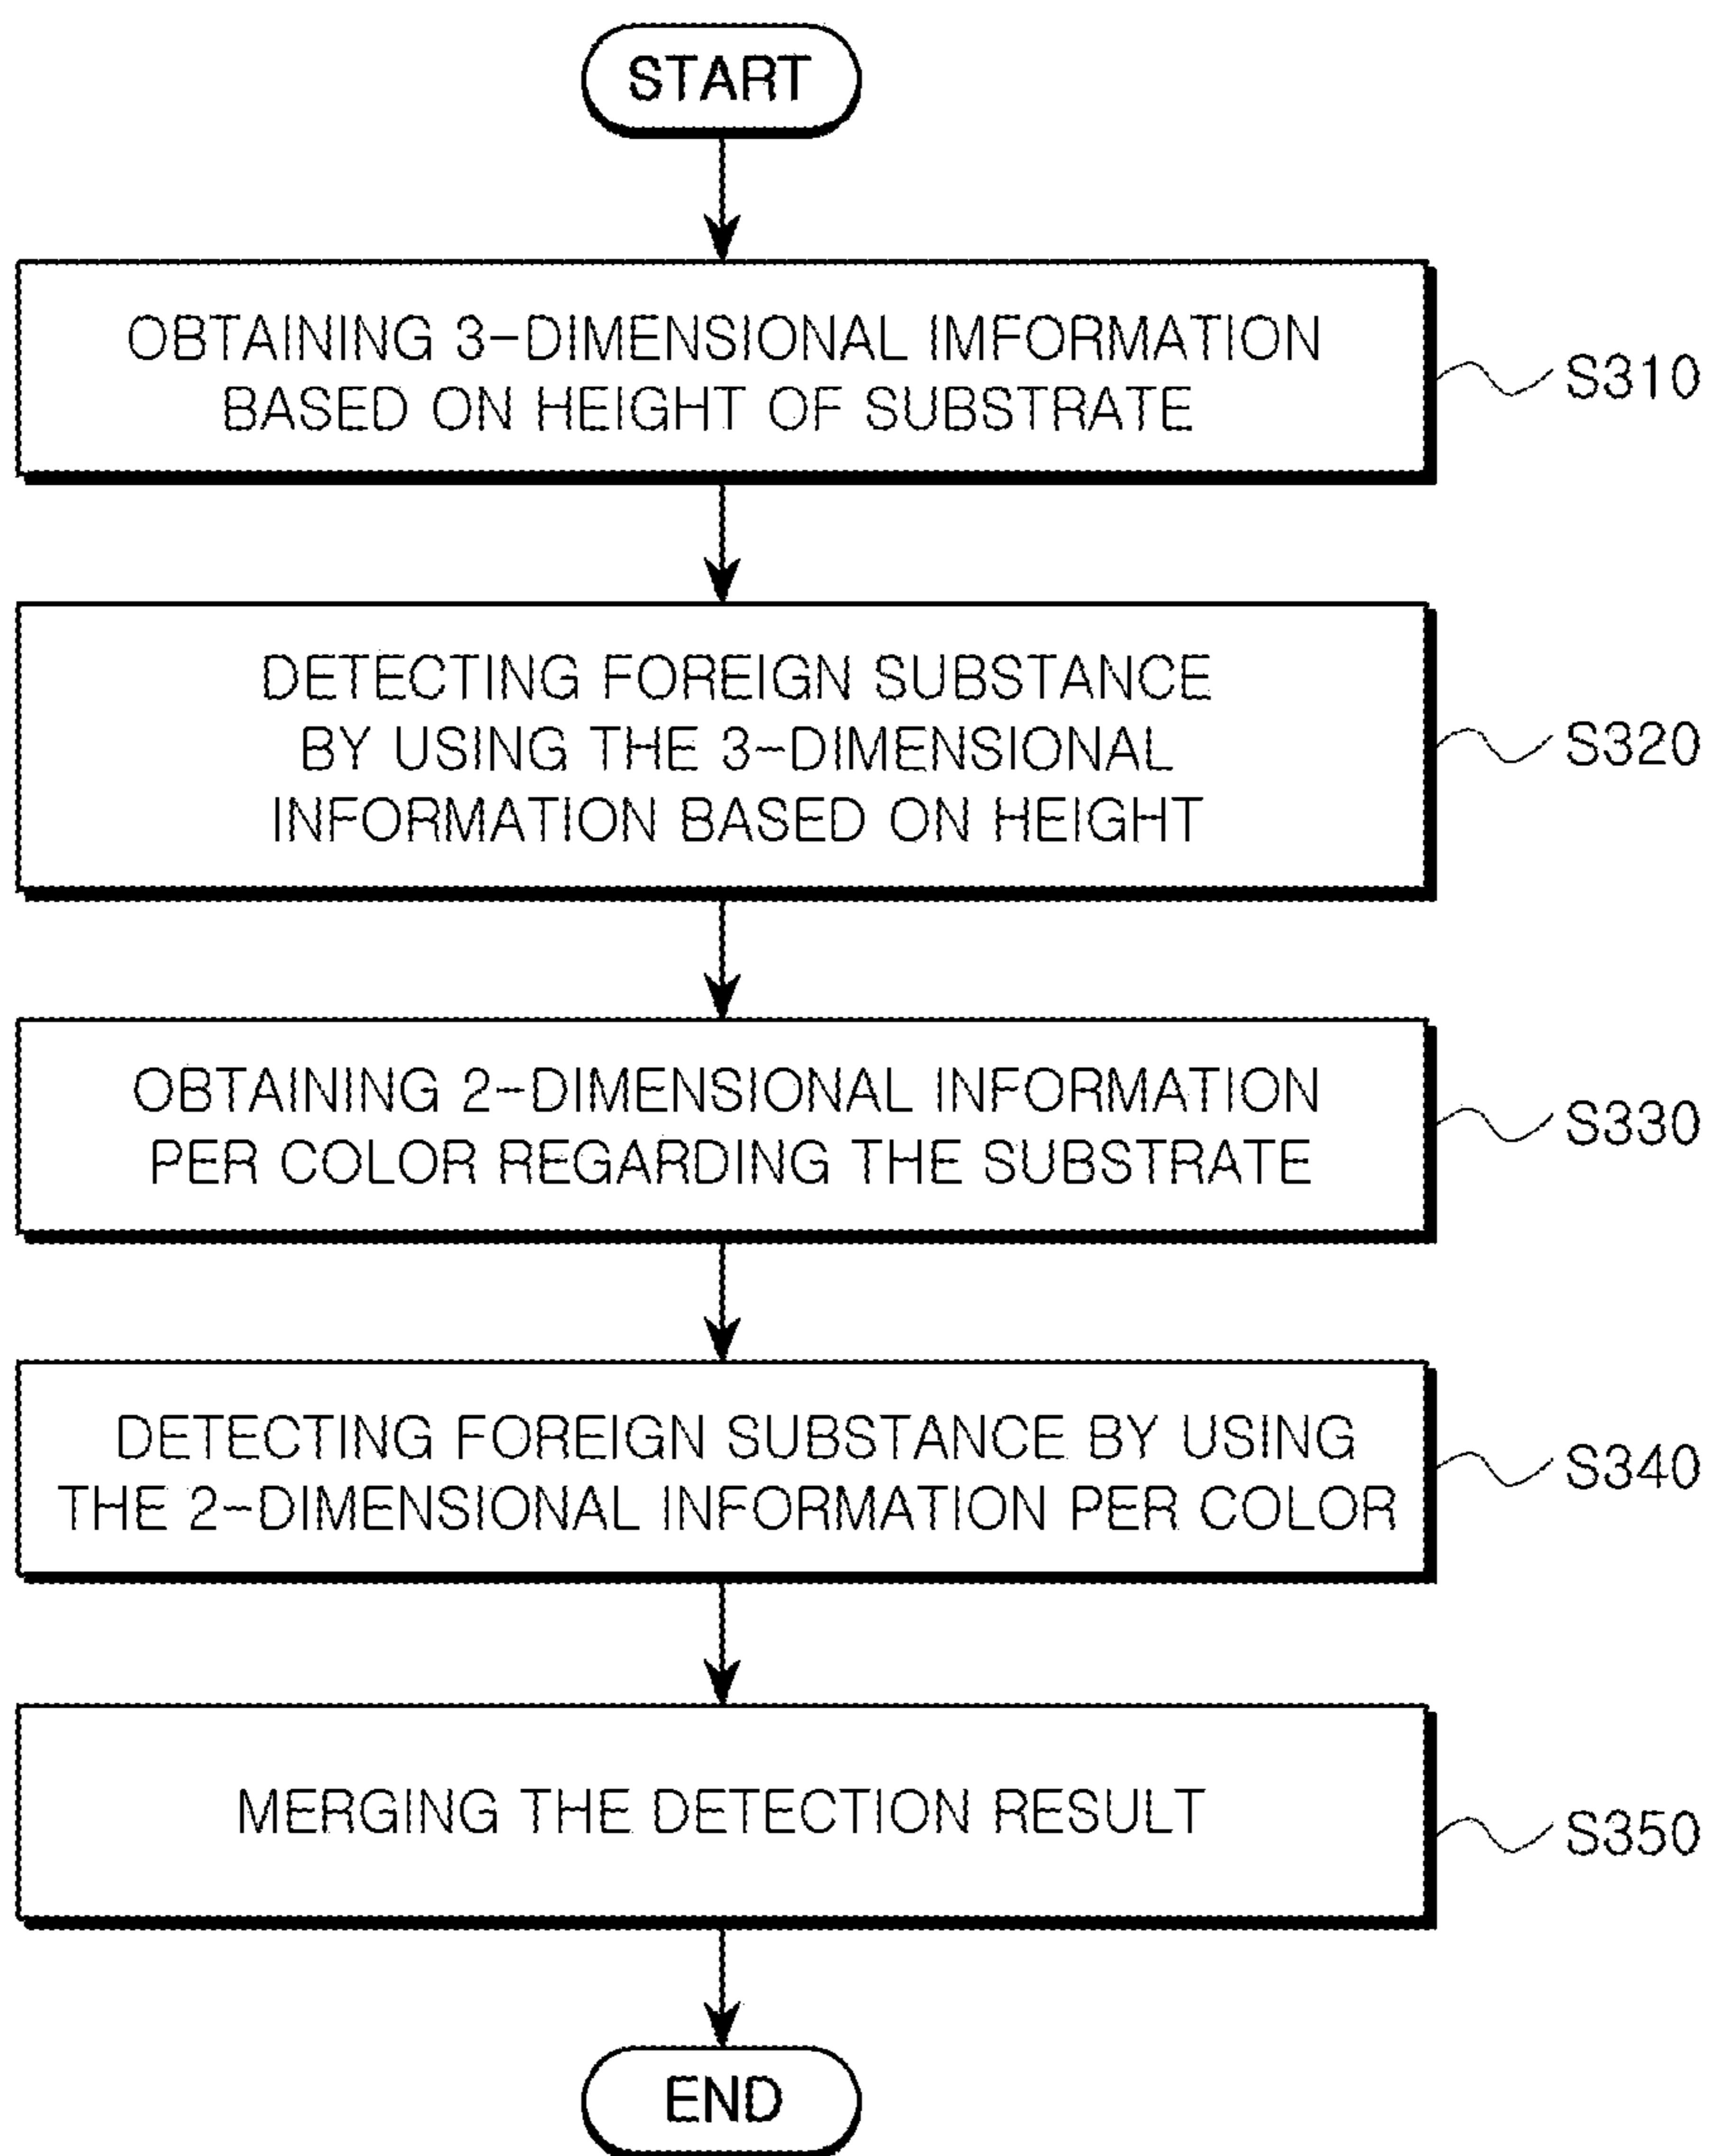 START
OBTAINING 3-DIMENSIONAL IMFORMATION
BASED ON HEIGHT OF SUBSTRATE
S310
DETECTING FOREIGN SUBSTANCE
BY USING THE 3-DIMENSIONAL
INFORMATION BASED ON HEIGHT
S320
OBTAINING 2-DIMENSIONAL INFORMATION
PER COLOR REGARDING THE SUBSTRATE
S330
DETECTING FOREIGN SUBSTANCE BY USING
THE 2-DIMENSIONAL INFORMATION PER COLOR
S340
MERGING THE DETECTION RESULT
S350
END